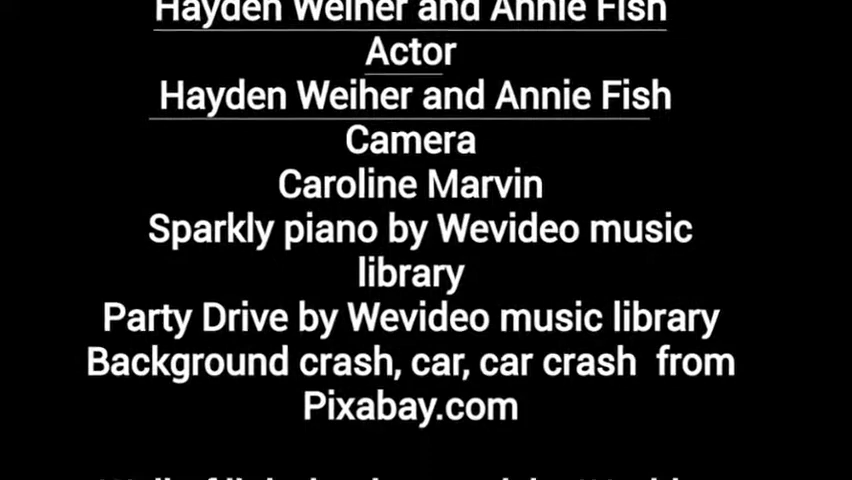 Hayden Weiher and Annie Fish
Actor
Hayden Weiher and Annie Fish
Camera
Caroline Marvin
Sparkly piano by Wevideo music
library
Party Drive by Wevideo music library
Background crash, car, car crash  from
Pixabay.com